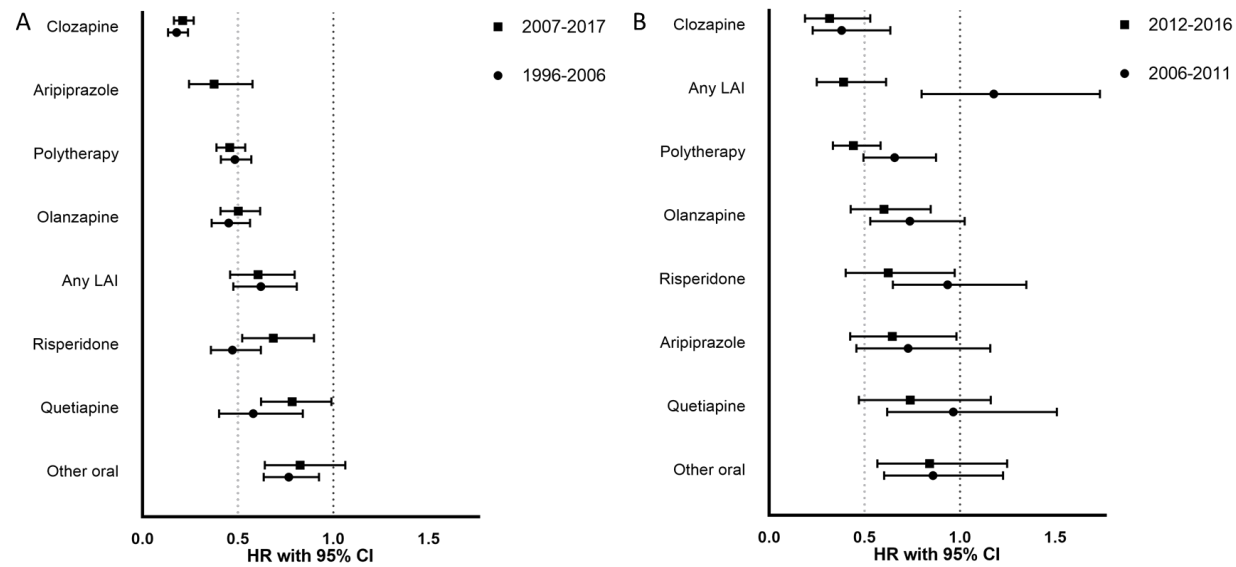 A
Clozapine
Aripiprazole
Polytherapy
Olanzapine
Any LAI
Risperidone
Quetiapine
Other oral
2007-2017
1996-2006
0.0 0.5 1.0 1.5
HR with 95% CI
B
Clozapine
Any LAI
Polytherapy
Olanzapine
Risperidone
Aripiprazole
Quetiapine
Other oral
2012-2016
2006-2011
0.0 0.5 1.0 1.5
HR with 95% CI